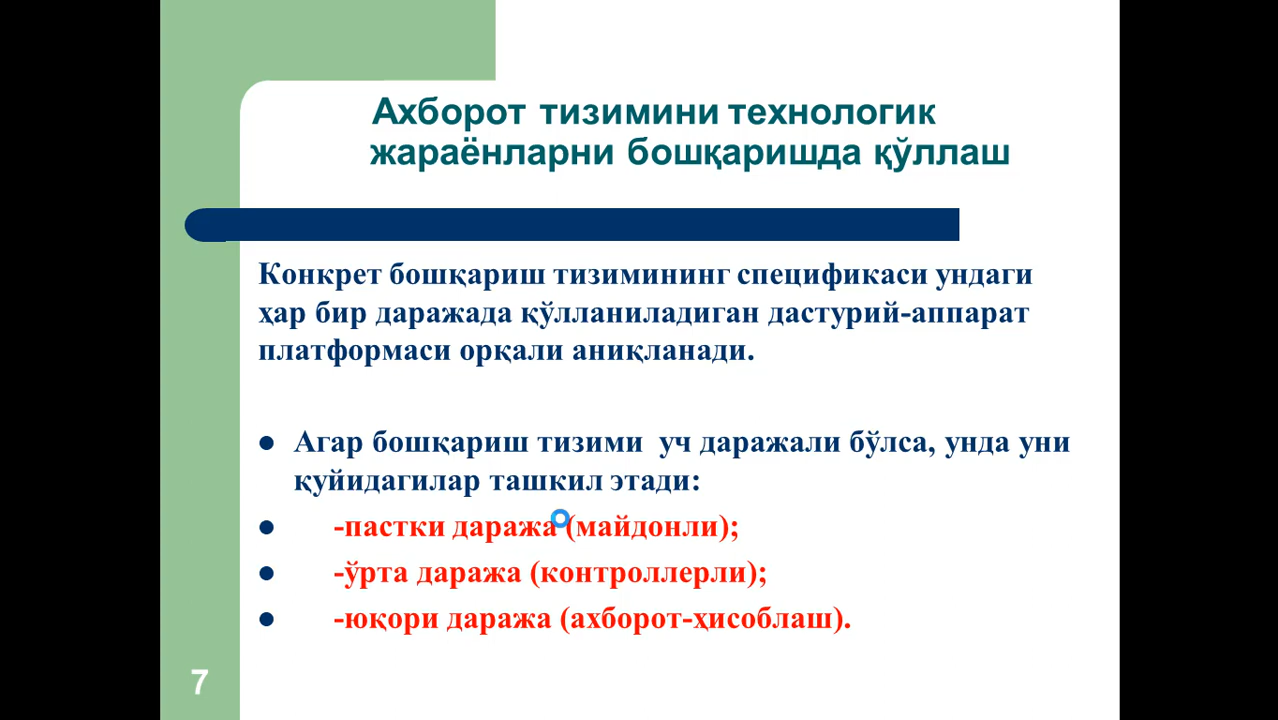 Ахборот тизимини технологик
жараёнларни бошқаришда қўллаш
Конкрет бошқариш тизимининг спецификаси ундаги
ҳар бир даражада қўлланиладиган дастурий-аппарат
платформаси орқали аниқланади.
Агар бошқариш тизими уч даражали бўлса, унда уни
қуйидагилар ташкил этади:
-пастки даража (майдонли);
-ўрта даража (контроллерли);
-юқори даража (ахборот-ҳисоблаш).
7